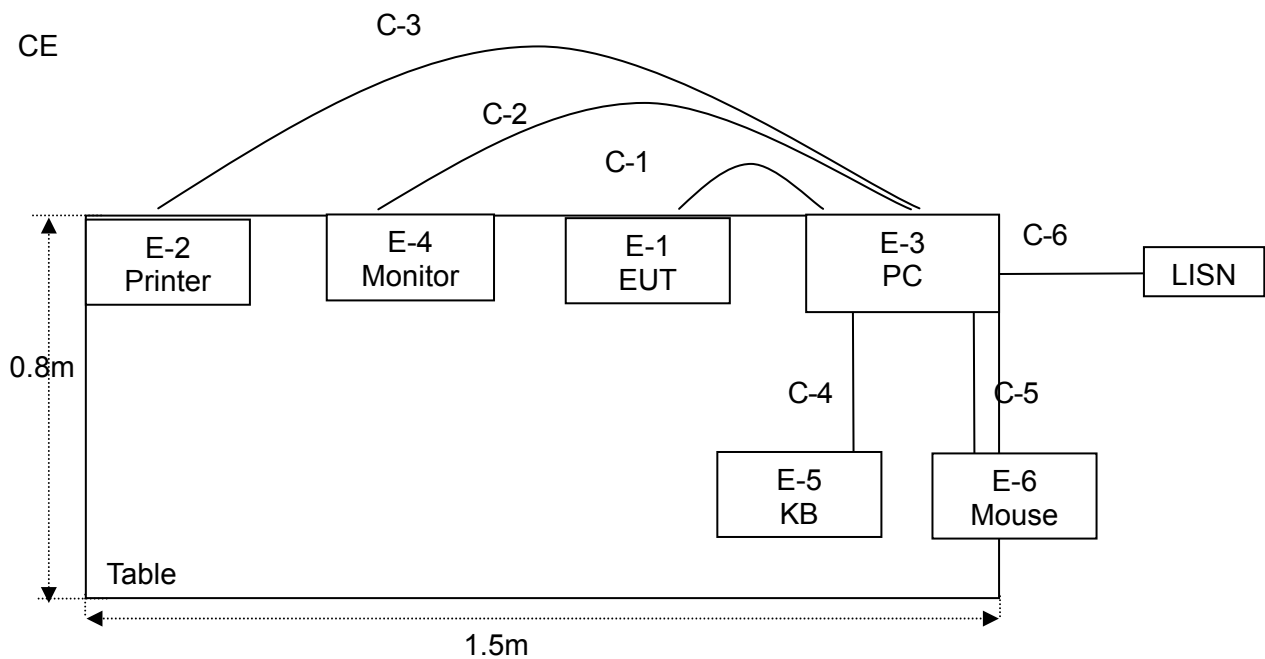 CE
C-3
C-2
C-1
E-2
Printer
E-4
Monitor
E-1
EUT
E-3
PC
C-6
LISN
0.8m
C-4
C-5
E-5
KB
E-6
Mouse
Table
1.5m